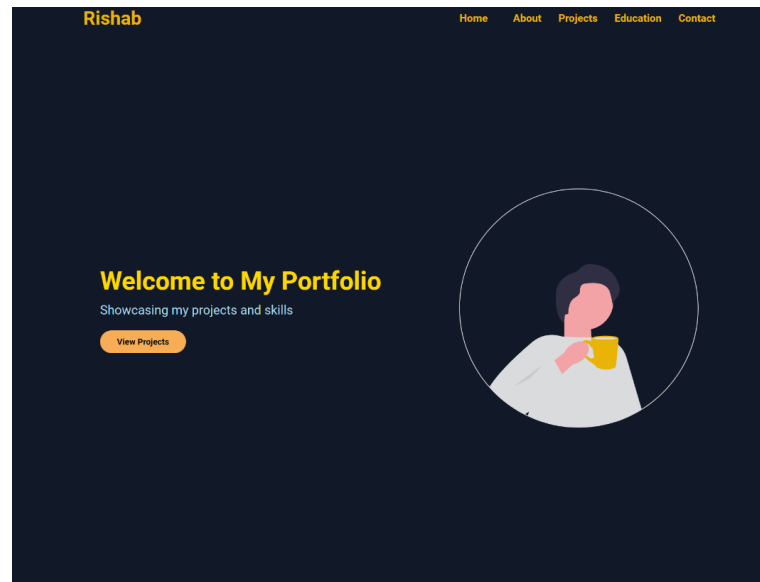 Rishab
Home About Projects Education Contact
Welcome to My Portfolio
Showcasing my projects and skills
View Projects